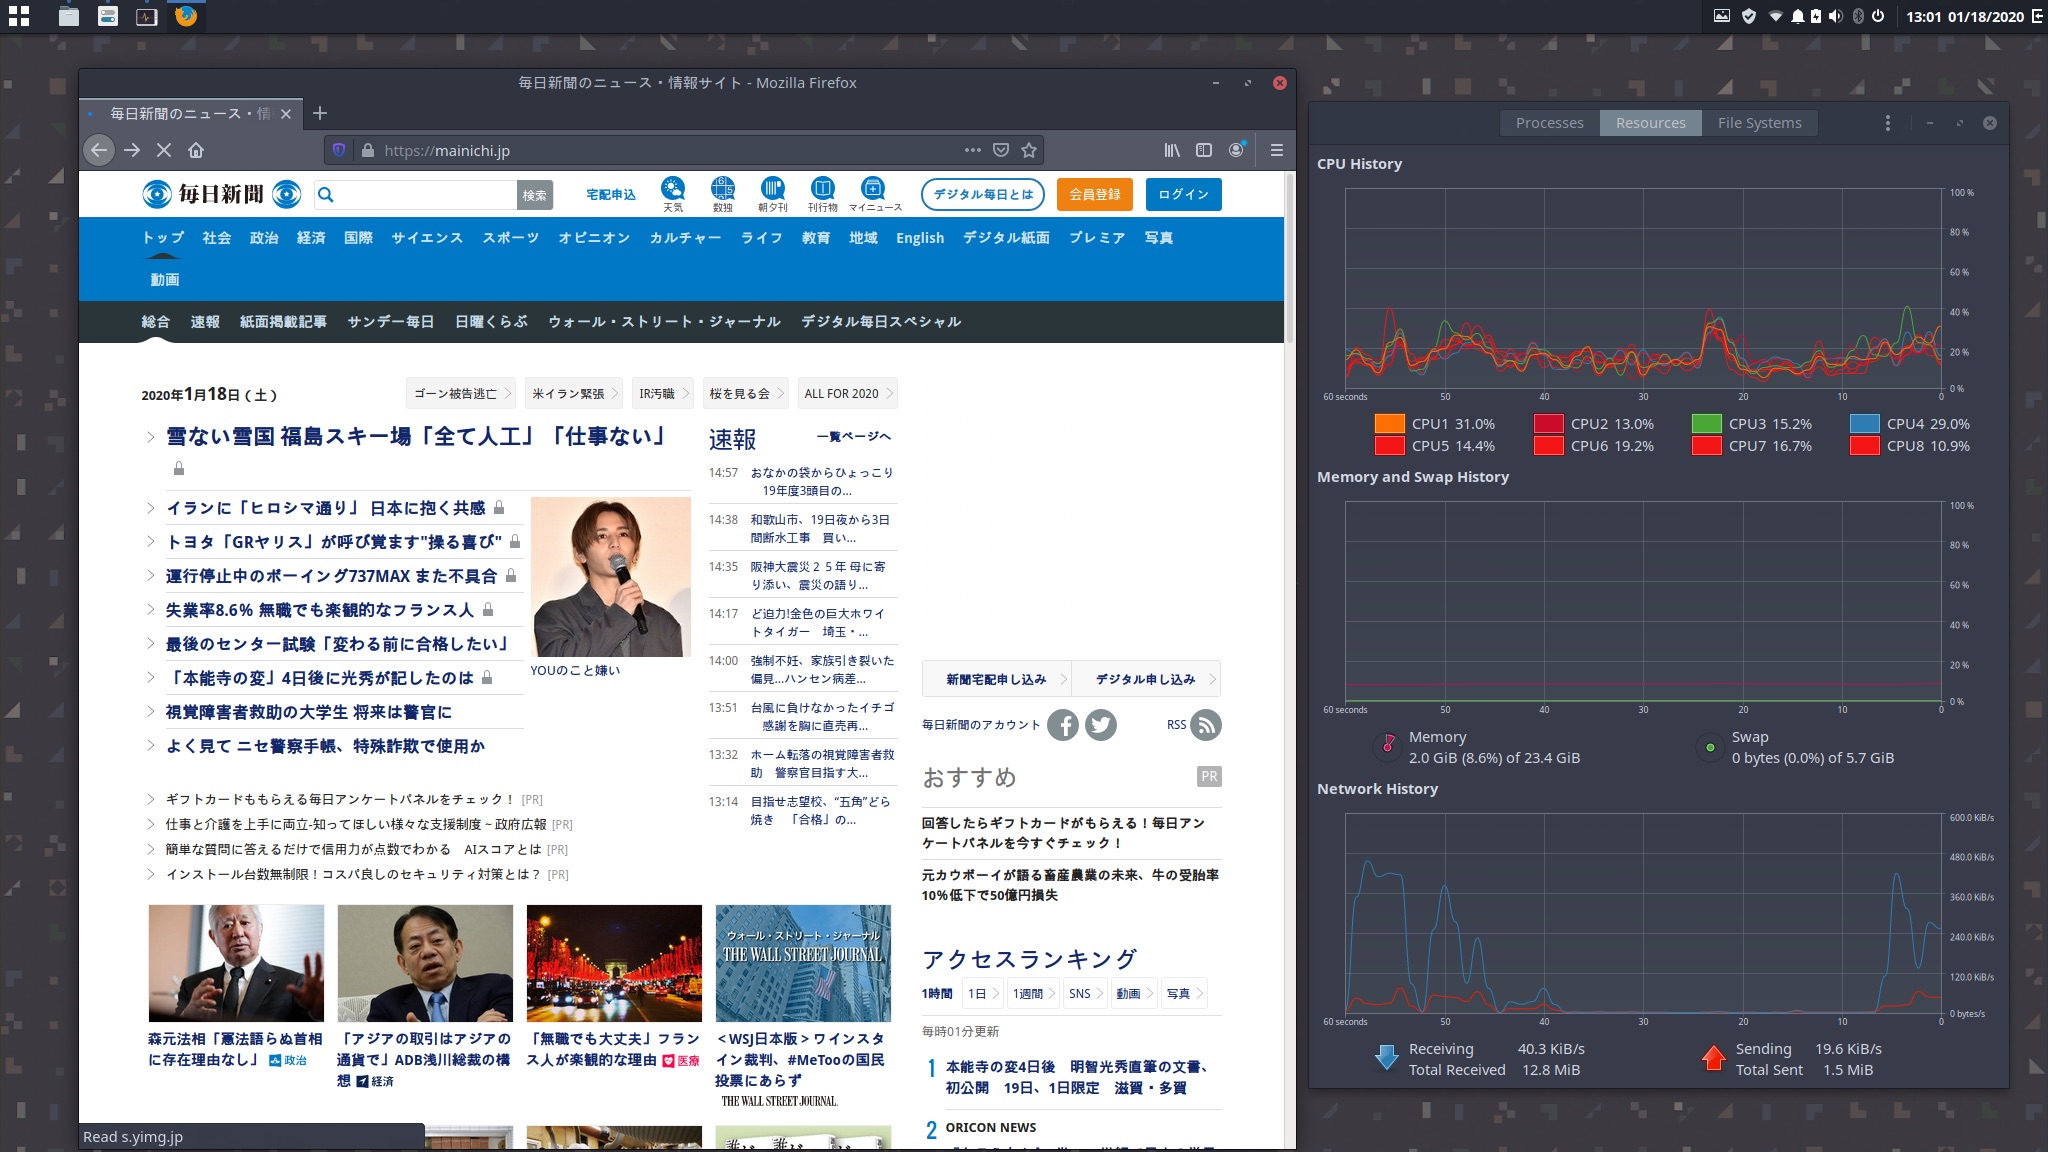 13:01 01/18/2020
毎日新聞のニュース・情報サイト - Mozilla Firefox
毎日新聞のニュース・情
https://mainichi.jp
毎日新聞
検索
宅配申込
天気
数独
朝夕刊
刊行物
マイニュース
デジタル毎日とは
会員登録
ログイン
トップ 社会 政治 経済 国際 サイエンス スポーツ オピニオン カルチャー ライフ 教育 地域 English デジタル紙面 プレミア 写真
動画
総合 速報 紙面掲載記事 サンデー毎日 日曜くらぶ ウォール・ストリート・ジャーナル デジタル毎日スペシャル
2020年1月18日(土)
ゴーン被告逃亡
米イラン緊張
IR汚職
桜を見る会
ALL FOR 2020
雪ない雪国 福島スキー場「全て人工」「仕事ない」
イランに「ヒロシマ通り」 日本に抱く共感
トヨタ「GRヤリス」が呼び覚ます"操る喜び"
運行停止中のボーイング737MAX また不具合
失業率8.6% 無職でも楽観的なフランス人
最後のセンター試験「変わる前に合格したい」
「本能寺の変」4日後に光秀が記したのは
視覚障害者救助の大学生 将来は警官に
よく見て ニセ警察手帳、特殊詐欺で使用か
YOUのこと嫌い
ギフトカードももらえる毎日アンケートパネルをチェック! [PR]
仕事と介護を上手に両立-知ってほしい様々な支援制度 ~ 政府広報 [PR]
簡単な質問に答えるだけで信用力が点数でわかる AIスコアとは [PR]
インストール台数無制限!コスパ良しのセキュリティ対策とは? [PR]
速報
一覧ページへ
14:57 おなかの袋からひょっこり
19年度3頭目の...
14:38 和歌山市、19日夜から3日
間断水工事 買い...
14:35 阪神大震災２５年 母に寄
り添い、震災の語り...
14:17 ど迫力!金色の巨大ホワイ
トタイガー 埼玉・...
14:00 強制不妊、家族引き裂いた
偏見...ハンセン病差...
13:51 台風に負けなかったイチゴ
感謝を胸に直売再...
13:32 ホーム転落の視覚障害者救
助 警察官目指す大...
13:14 目指せ志望校、“五角”どら
焼き 「合格」の...
新聞宅配申し込み
デジタル申し込み
毎日新聞のアカウント
RSS
おすすめ
PR
回答したらギフトカードがもらえる!毎日アン
ケートパネルを今すぐチェック!
元カウボーイが語る畜産農業の未来、牛の受胎率
10%低下で50億円損失
アクセスランキング
1時間 1日 1週間 SNS 動画 写真
毎時01分更新
1 本能寺の変4日後 明智光秀直筆の文書、
初公開 19日、1日限定 滋賀・多賀
2 ORICON NEWS
森元法相「憲法語らぬ首相
に存在理由なし」 政治
「アジアの取引はアジアの
通貨で」ADB浅川総裁の構
想 経済
「無職でも大丈夫」フラン
ス人が楽観的な理由 医療
ウォール・ストリート・ジャーナル
THE WALL STREET JOURNAL
<WSJ日本版>ワインスタ
イン裁判、#MeTooの国民
投票にあらず
THE WALL STREET JOURNAL.
Read s.yimg.jp
Processes
Resources
File Systems
CPU History
100 %
80 %
60 %
40 %
20 %
0 %
60 seconds 50 40 30 20 10 0
CPU1 31.0% CPU2 13.0% CPU3 15.2% CPU4 29.0%
CPU5 14.4% CPU6 19.2% CPU7 16.7% CPU8 10.9%
Memory and Swap History
100 %
80 %
60 %
40 %
20 %
0 %
60 seconds 50 40 30 20 10 0
Memory
2.0 GiB (8.6%) of 23.4 GiB
Swap
0 bytes (0.0%) of 5.7 GiB
Network History
600.0 KiB/s
480.0 KiB/s
360.0 KiB/s
240.0 KiB/s
120.0 KiB/s
0 bytes/s
60 seconds 50 40 30 20 10 0
Receiving 40.3 KiB/s
Total Received 12.8 MiB
Sending 19.6 KiB/s
Total Sent 1.5 MiB